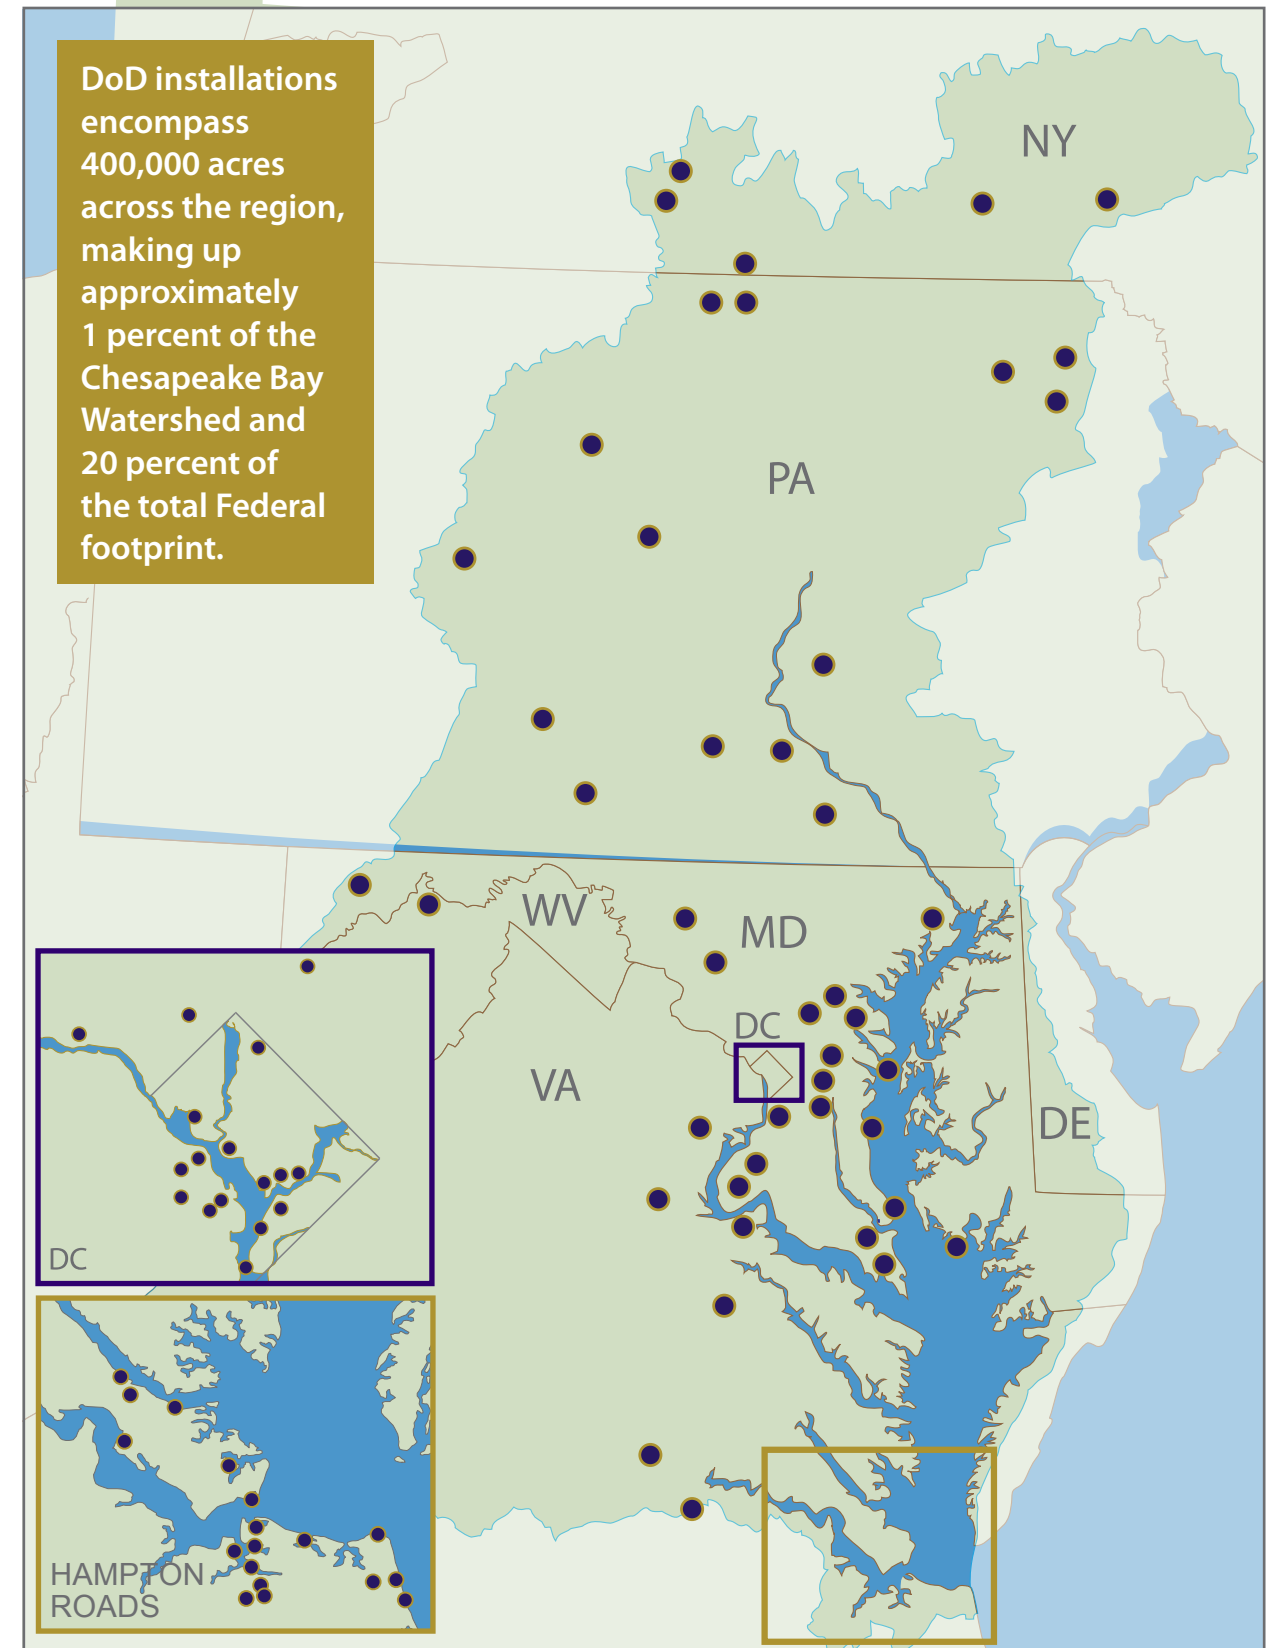 DoD installations
encompass
400,000 acres
across the region,
making up
approximately
1 percent of the
Chesapeake Bay
Watershed and
20 percent of
the total Federal
footprint.
NY
PA
WV
MD
DC
VA
DE
DC
HAMPTON
ROADS